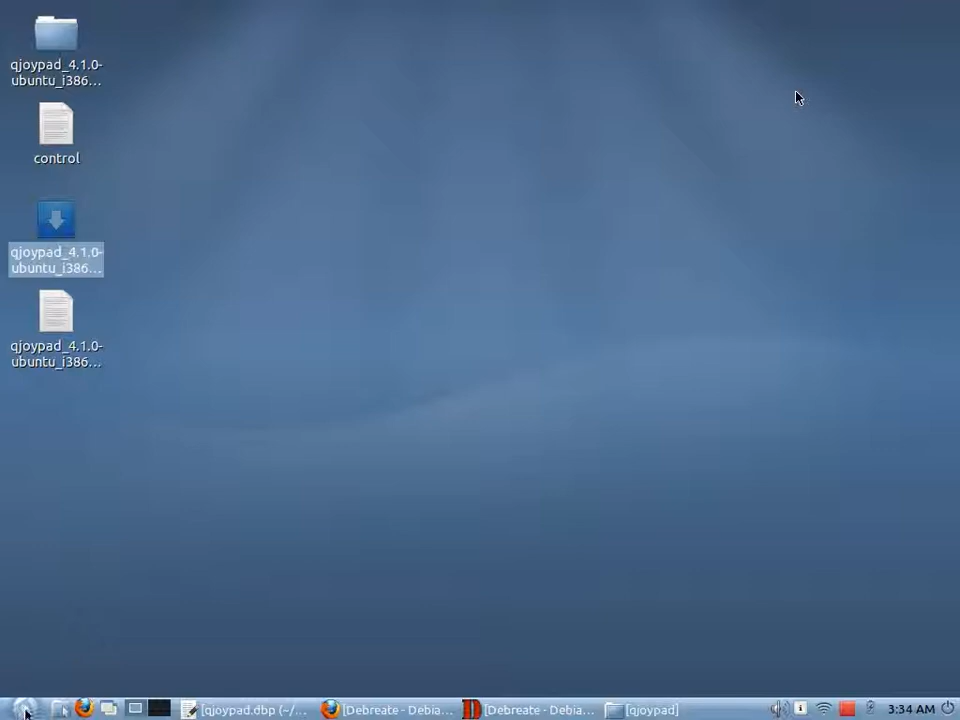 qjoypad_4.1.0-
ubuntu_i386...
control
qjoypad_4.1.0-
ubuntu_i386...
qjoypad_4.1.0-
ubuntu_i386...
[qjoypad.dbp (~/...
[Debreate - Debia...
[Debreate - Debia...
[qjoypad]
3:34 AM